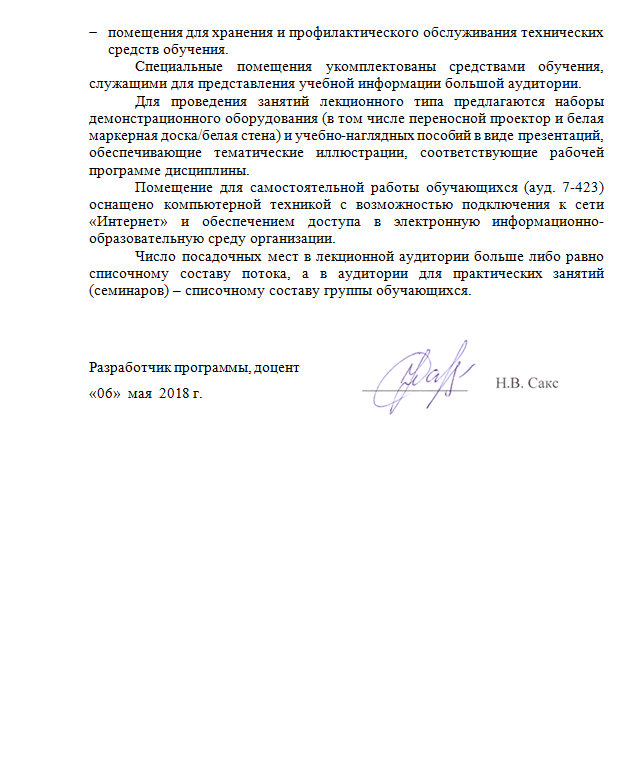 – помещения для хранения и профилактического обслуживания технических
средств обучения.
Специальные помещения укомплектованы средствами обучения,
служащими для представления учебной информации большой аудитории.
Для проведения занятий лекционного типа предлагаются наборы
демонстрационного оборудования (в том числе переносной проектор и белая
маркерная доска/белая стена) и учебно-наглядных пособий в виде презентаций,
обеспечивающие тематические иллюстрации, соответствующие рабочей
программе дисциплины.
Помещение для самостоятельной работы обучающихся (ауд. 7-423)
оснащено компьютерной техникой с возможностью подключения к сети
«Интернет» и обеспечением доступа в электронную информационно-
образовательную среду организации.
Число посадочных мест в лекционной аудитории больше либо равно
списочному составу потока, а в аудитории для практических занятий
(семинаров) – списочному составу группы обучающихся.
Разработчик программы, доцент
«06» мая 2018 г. Н.В. Сакс